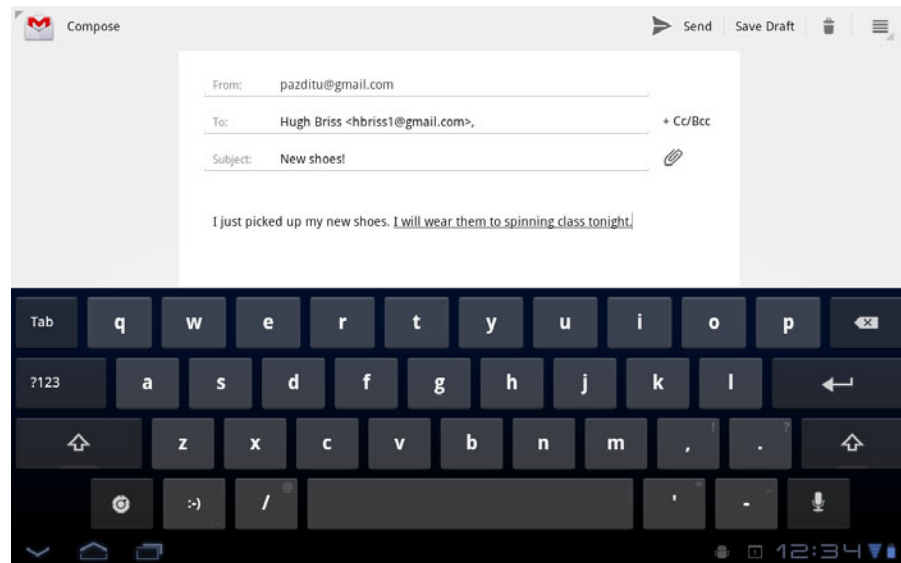 Compose Send Save Draft
From: pazditu@gmail.com
To: Hugh Briss <hbriss1@gmail.com>, + Cc/Bcc
Subject: New shoes!
I just picked up my new shoes. I will wear them to spinning class tonight.
Tab q w e r t y u i o p
?123 a s d f g h j k l
z x c v b n m , ! . ?
:-) / @ ' " - _
12:34